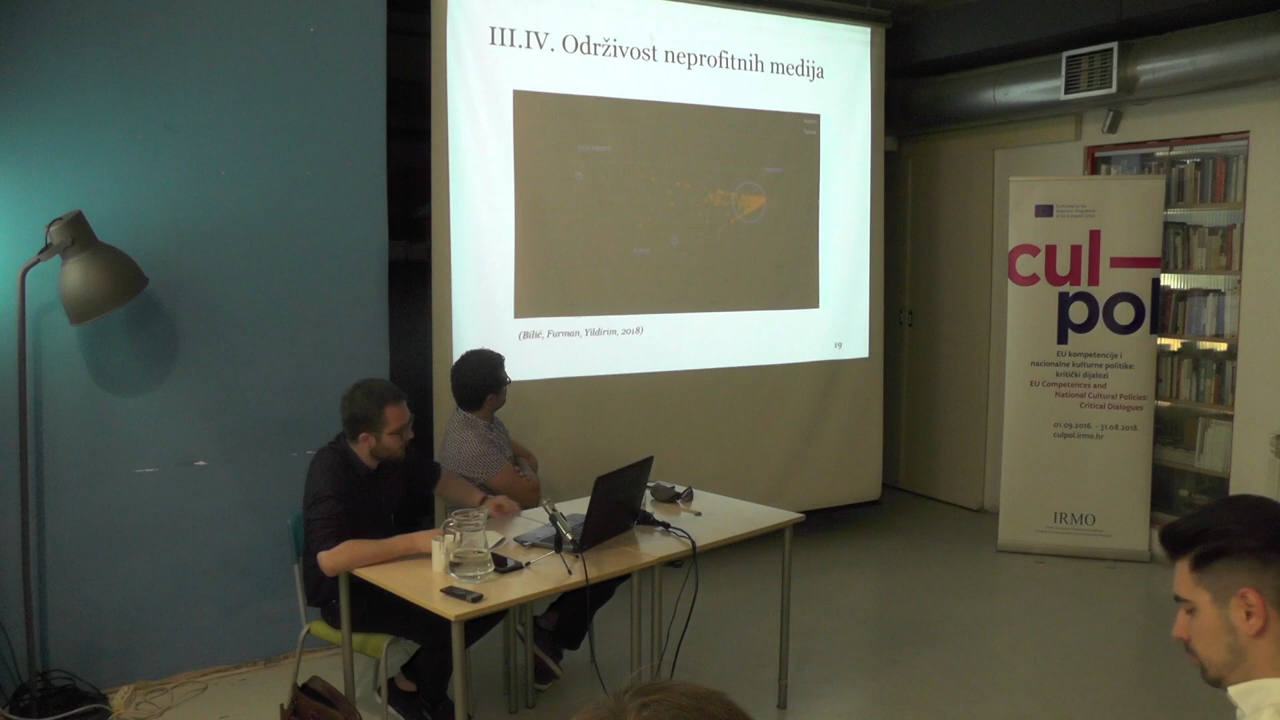 III.IV. Održivost neprofitnih medija
(Bilić, Furman, Yildirim, 2018)
19
cul—
pol
EU kompetencije i
nacionalne kulturne politike:
kritički dijalozi
EU Competences and
National Cultural Policies:
Critical Dialogues
01.09.2016. - 31.08.2018.
culpol.irmo.hr
IRMO